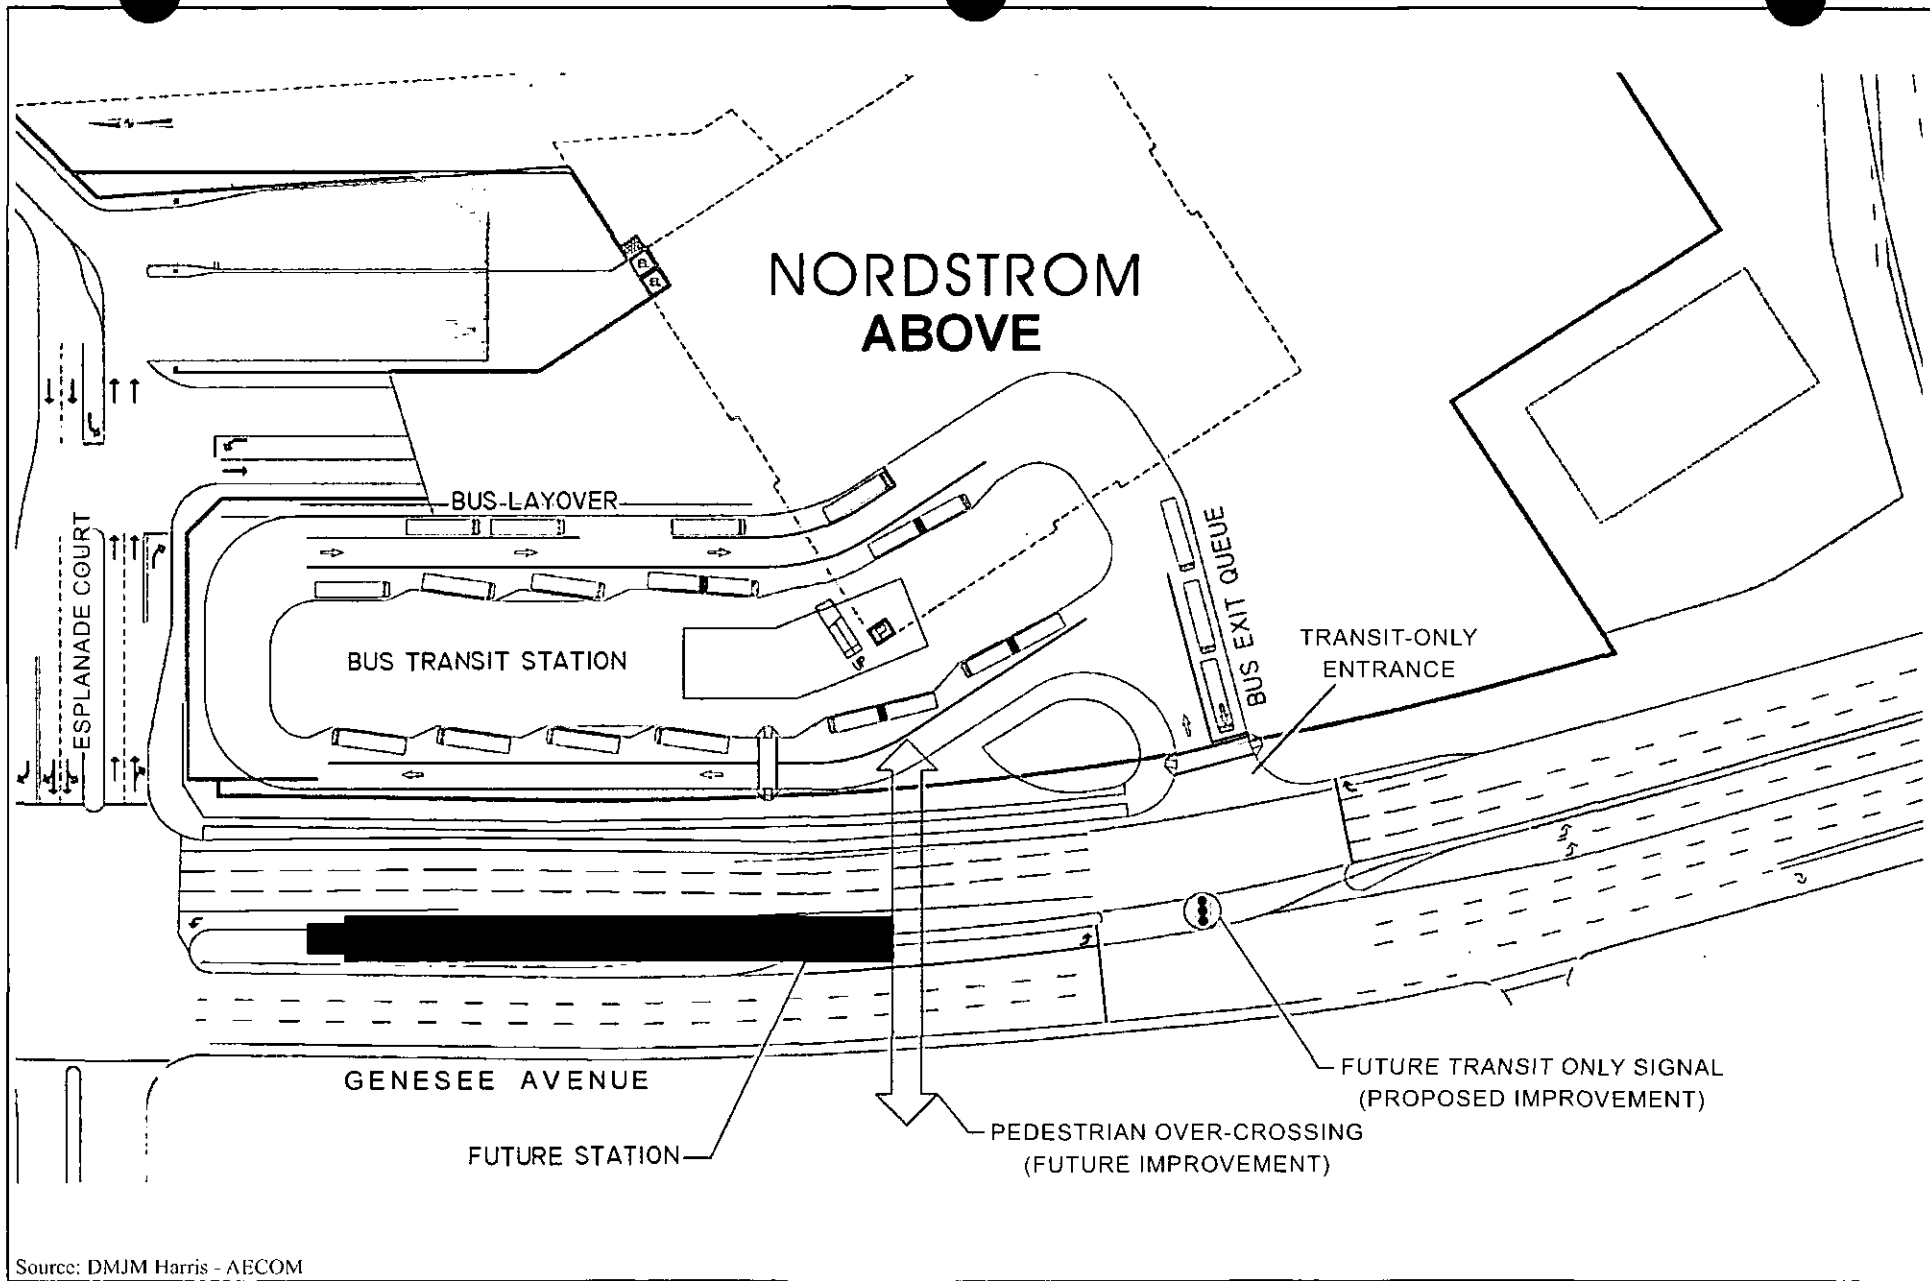 NORDSTROM
ABOVE
BUS-LAYOVER
ESPLANADE COURT
BUS EXIT QUEUE
BUS TRANSIT STATION
UP
TRANSIT-ONLY
ENTRANCE
GENESEE AVENUE
FUTURE TRANSIT ONLY SIGNAL
(PROPOSED IMPROVEMENT)
PEDESTRIAN OVER-CROSSING
(FUTURE IMPROVEMENT)
FUTURE STATION
Source: DMJM Harris - AECOM